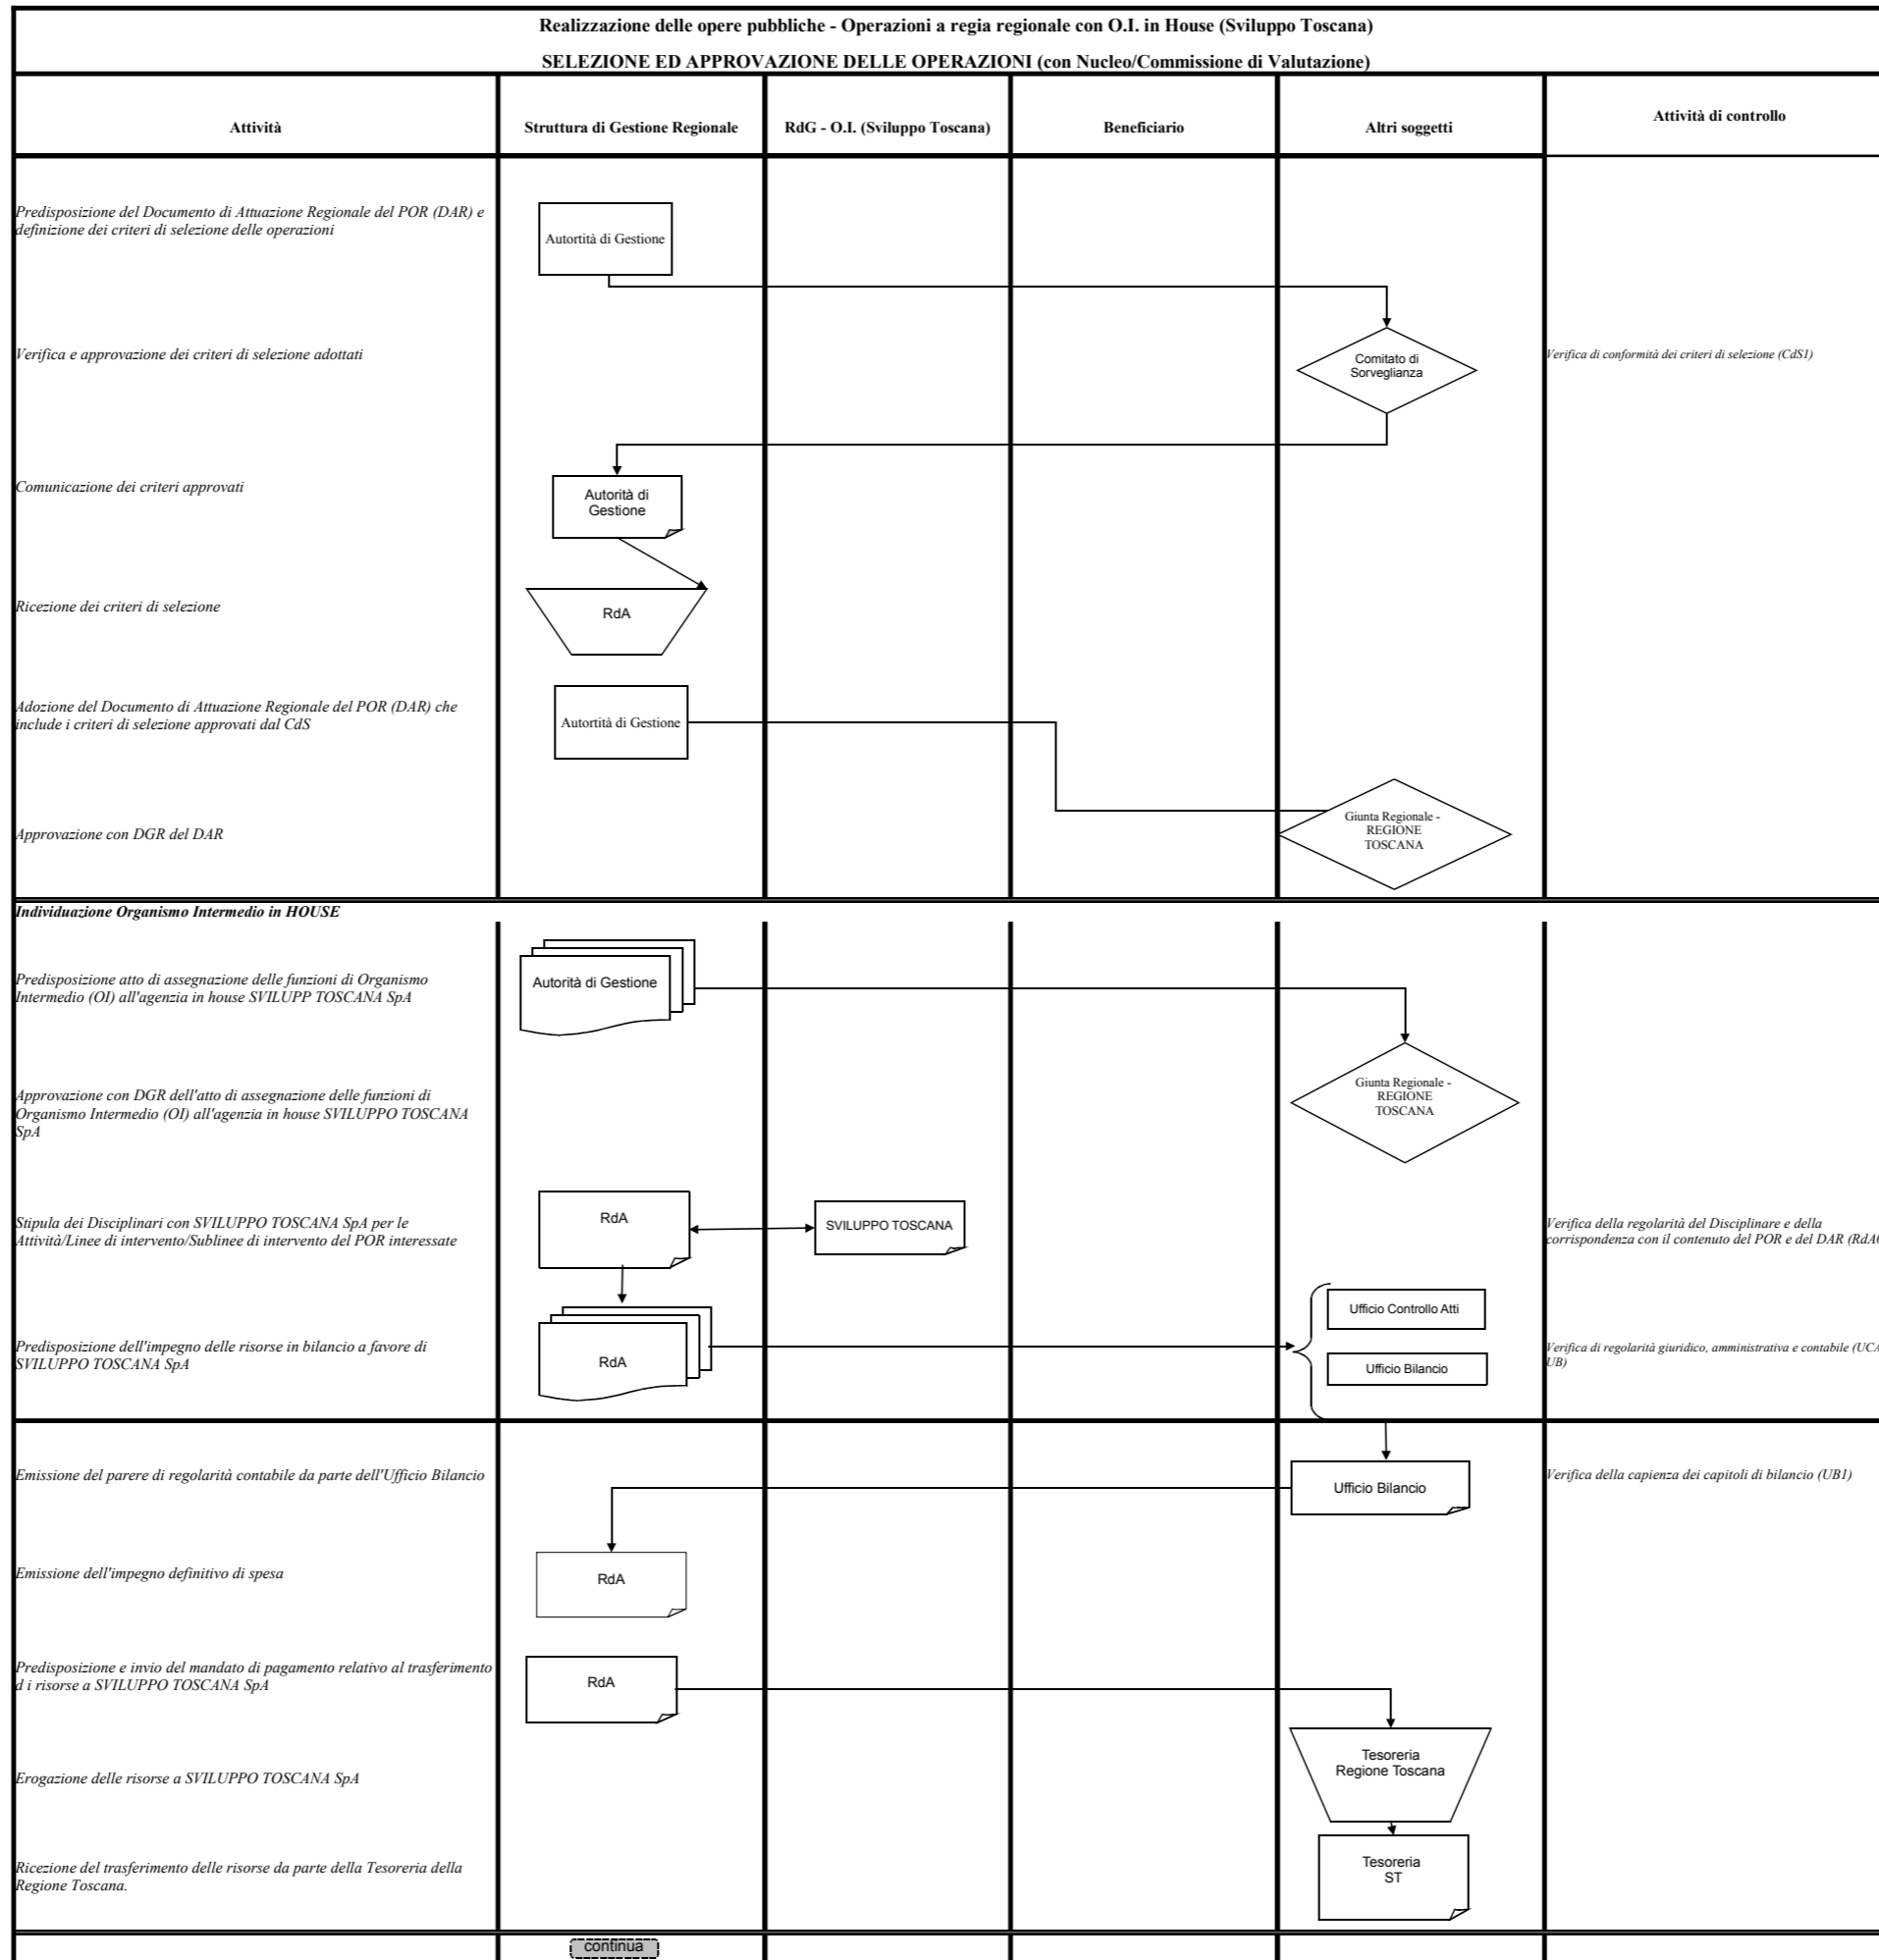 Realizzazione delle opere pubbliche - Operazioni a regia regionale con O.I. in House (Sviluppo Toscana)
SELEZIONE ED APPROVAZIONE DELLE OPERAZIONI (con Nucleo/Commissione di Valutazione)
Attività
Struttura di Gestione Regionale
RdG - O.I. (Sviluppo Toscana)
Beneficiario
Altri soggetti
Attività di controllo
Predisposizione del Documento di Attuazione Regionale del POR (DAR) e
definizione dei criteri di selezione delle operazioni
Autortità di Gestione
Verifica e approvazione dei criteri di selezione adottati
Comitato di
Sorveglianza
Verifica di conformità dei criteri di selezione (CdS1)
Comunicazione dei criteri approvati
Autorità di
Gestione
Ricezione dei criteri di selezione
RdA
Adozione del Documento di Attuazione Regionale del POR (DAR) che
include i criteri di selezione approvati dal CdS
Autortità di Gestione
Approvazione con DGR del DAR
Giunta Regionale -
REGIONE
TOSCANA
Individuazione Organismo Intermedio in HOUSE
Predisposizione atto di assegnazione delle funzioni di Organismo
Intermedio (OI) all'agenzia in house SVILUPP TOSCANA SpA
Autorità di Gestione
Approvazione con DGR dell'atto di assegnazione delle funzioni di
Organismo Intermedio (OI) all'agenzia in house SVILUPPO TOSCANA
SpA
Giunta Regionale -
REGIONE
TOSCANA
Stipula dei Disciplinari con SVILUPPO TOSCANA SpA per le
Attività/Linee di intervento/Sublinee di intervento del POR interessate
RdA
SVILUPPO TOSCANA
Verifica della regolarità del Disciplinare e della
corrispondenza con il contenuto del POR e del DAR (RdA
Predisposizione dell'impegno delle risorse in bilancio a favore di
SVILUPPO TOSCANA SpA
RdA
Ufficio Controllo Atti
Ufficio Bilancio
Verifica di regolarità giuridico, amministrativa e contabile (UCA
UB)
Emissione del parere di regolarità contabile da parte dell'Ufficio Bilancio
Ufficio Bilancio
Verifica della capienza dei capitoli di bilancio (UB1)
Emissione dell'impegno definitivo di spesa
RdA
Predisposizione e invio del mandato di pagamento relativo al trasferimento
d i risorse a SVILUPPO TOSCANA SpA
RdA
Erogazione delle risorse a SVILUPPO TOSCANA SpA
Tesoreria
Regione Toscana
Ricezione del trasferimento delle risorse da parte della Tesoreria della
Regione Toscana.
Tesoreria
ST
continua